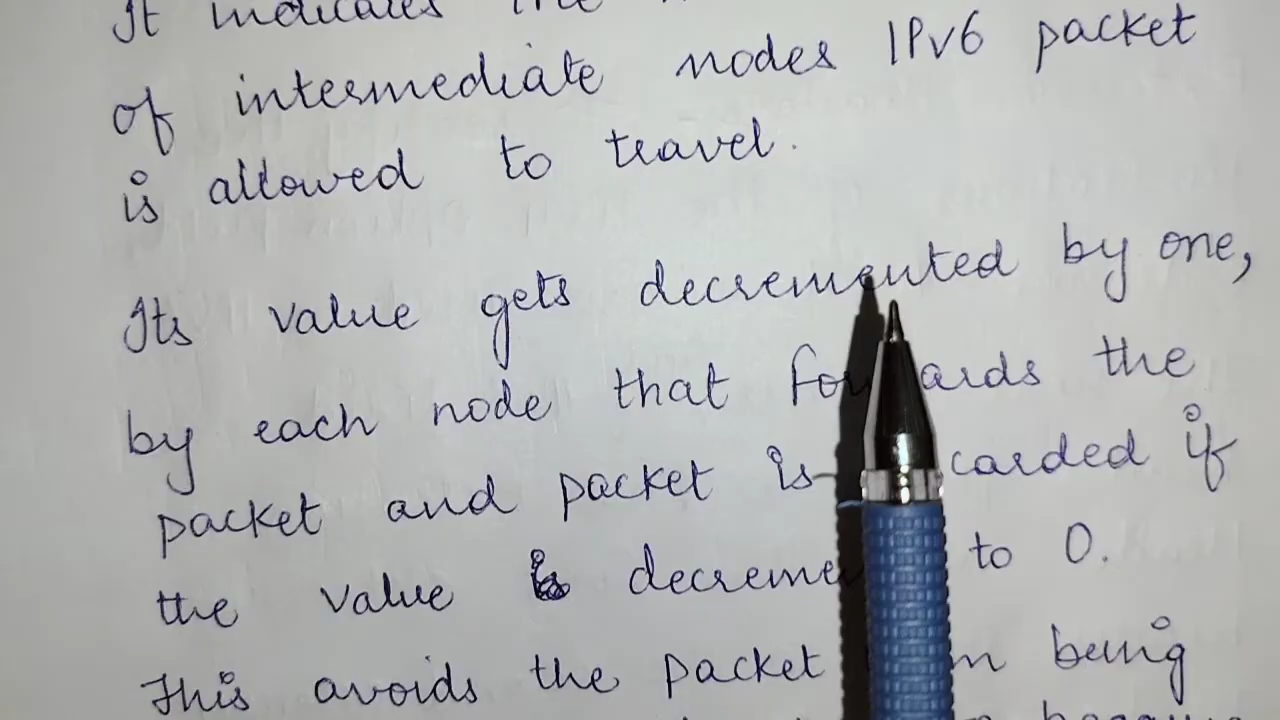 It indicates the
of intermediate nodes IPv6 packet
is allowed to travel.
Its value gets decremented by one,
by each node that forwards the
packet and packet is carded if
the value is decreme to 0.
This avoids the packet m being